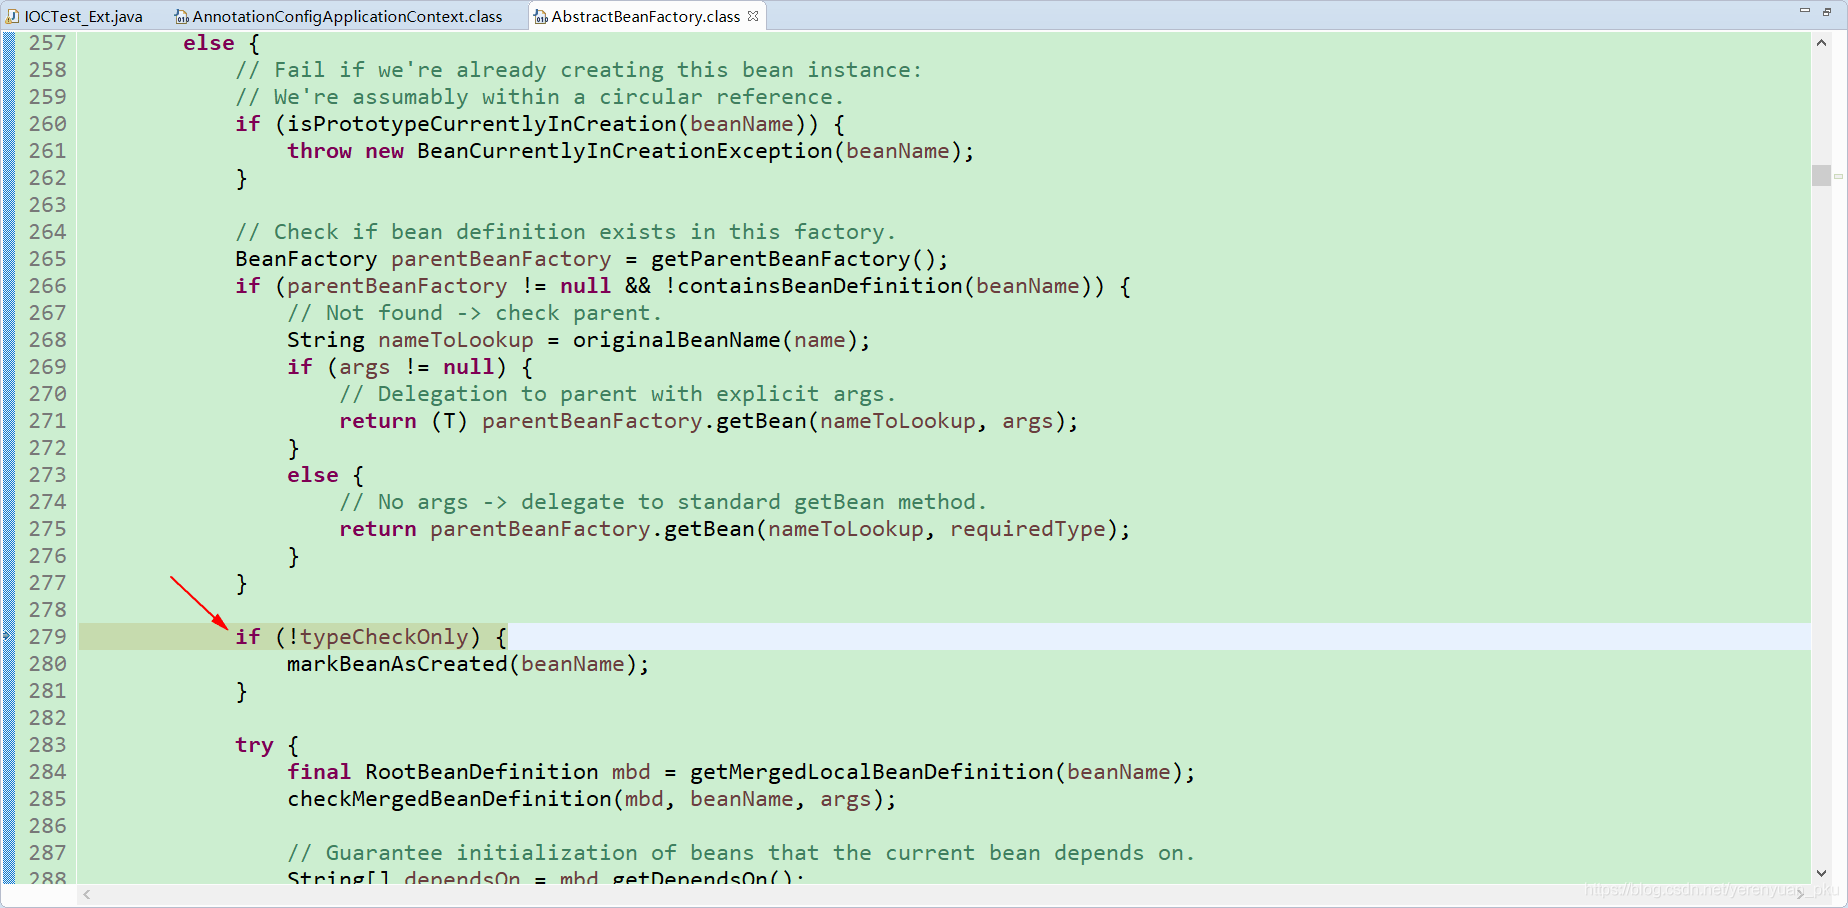 IOCTest_Ext.java AnnotationConfigApplicationContext.class AbstractBeanFactory.class
257 else {
258 // Fail if we're already creating this bean instance:
259 // We're assumably within a circular reference.
260 if (isPrototypeCurrentlyInCreation(beanName)) {
261 throw new BeanCurrentlyInCreationException(beanName);
262 }
263
264 // Check if bean definition exists in this factory.
265 BeanFactory parentBeanFactory = getParentBeanFactory();
266 if (parentBeanFactory != null && !containsBeanDefinition(beanName)) {
267 // Not found -> check parent.
268 String nameToLookup = originalBeanName(name);
269 if (args != null) {
270 // Delegation to parent with explicit args.
271 return (T) parentBeanFactory.getBean(nameToLookup, args);
272 }
273 else {
274 // No args -> delegate to standard getBean method.
275 return parentBeanFactory.getBean(nameToLookup, requiredType);
276 }
277 }
278
279 if (!typeCheckOnly) {
280 markBeanAsCreated(beanName);
281 }
282
283 try {
284 final RootBeanDefinition mbd = getMergedLocalBeanDefinition(beanName);
285 checkMergedBeanDefinition(mbd, beanName, args);
286
287 // Guarantee initialization of beans that the current bean depends on.
288 String[] dependsOn = mbd.getDependsOn();
https://blog.csdn.net/yerenyuan_pku